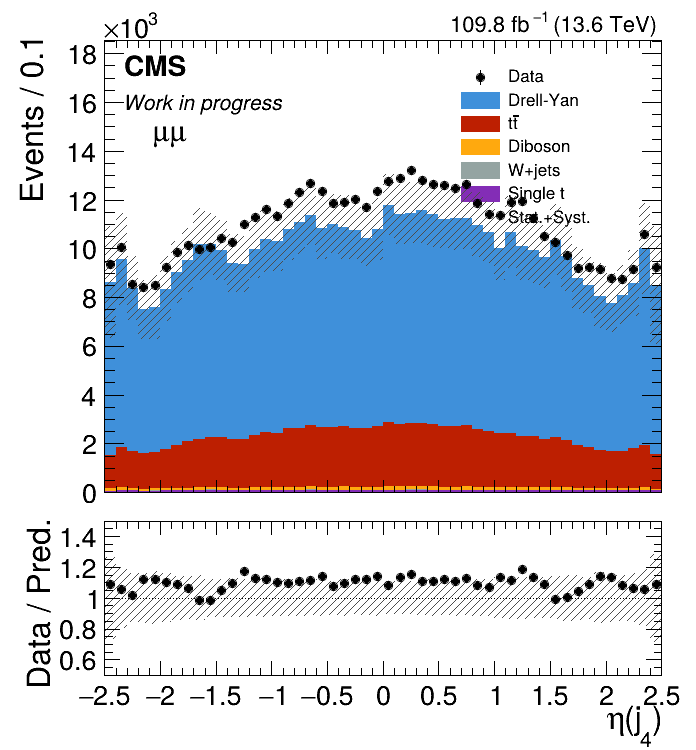 ×10³
109.8 fb⁻¹ (13.6 TeV)
Events / 0.1
18
16
14
12
10
8
6
4
2
0
CMS
Work in progress
μμ
Data
Drell-Yan
tt̄
Diboson
W+jets
Single t
Stat.+Syst.
Data / Pred.
1.4
1.2
1
0.8
0.6
−2.5 −2 −1.5 −1 −0.5 0 0.5 1 1.5 2 2.5
η(j₄)